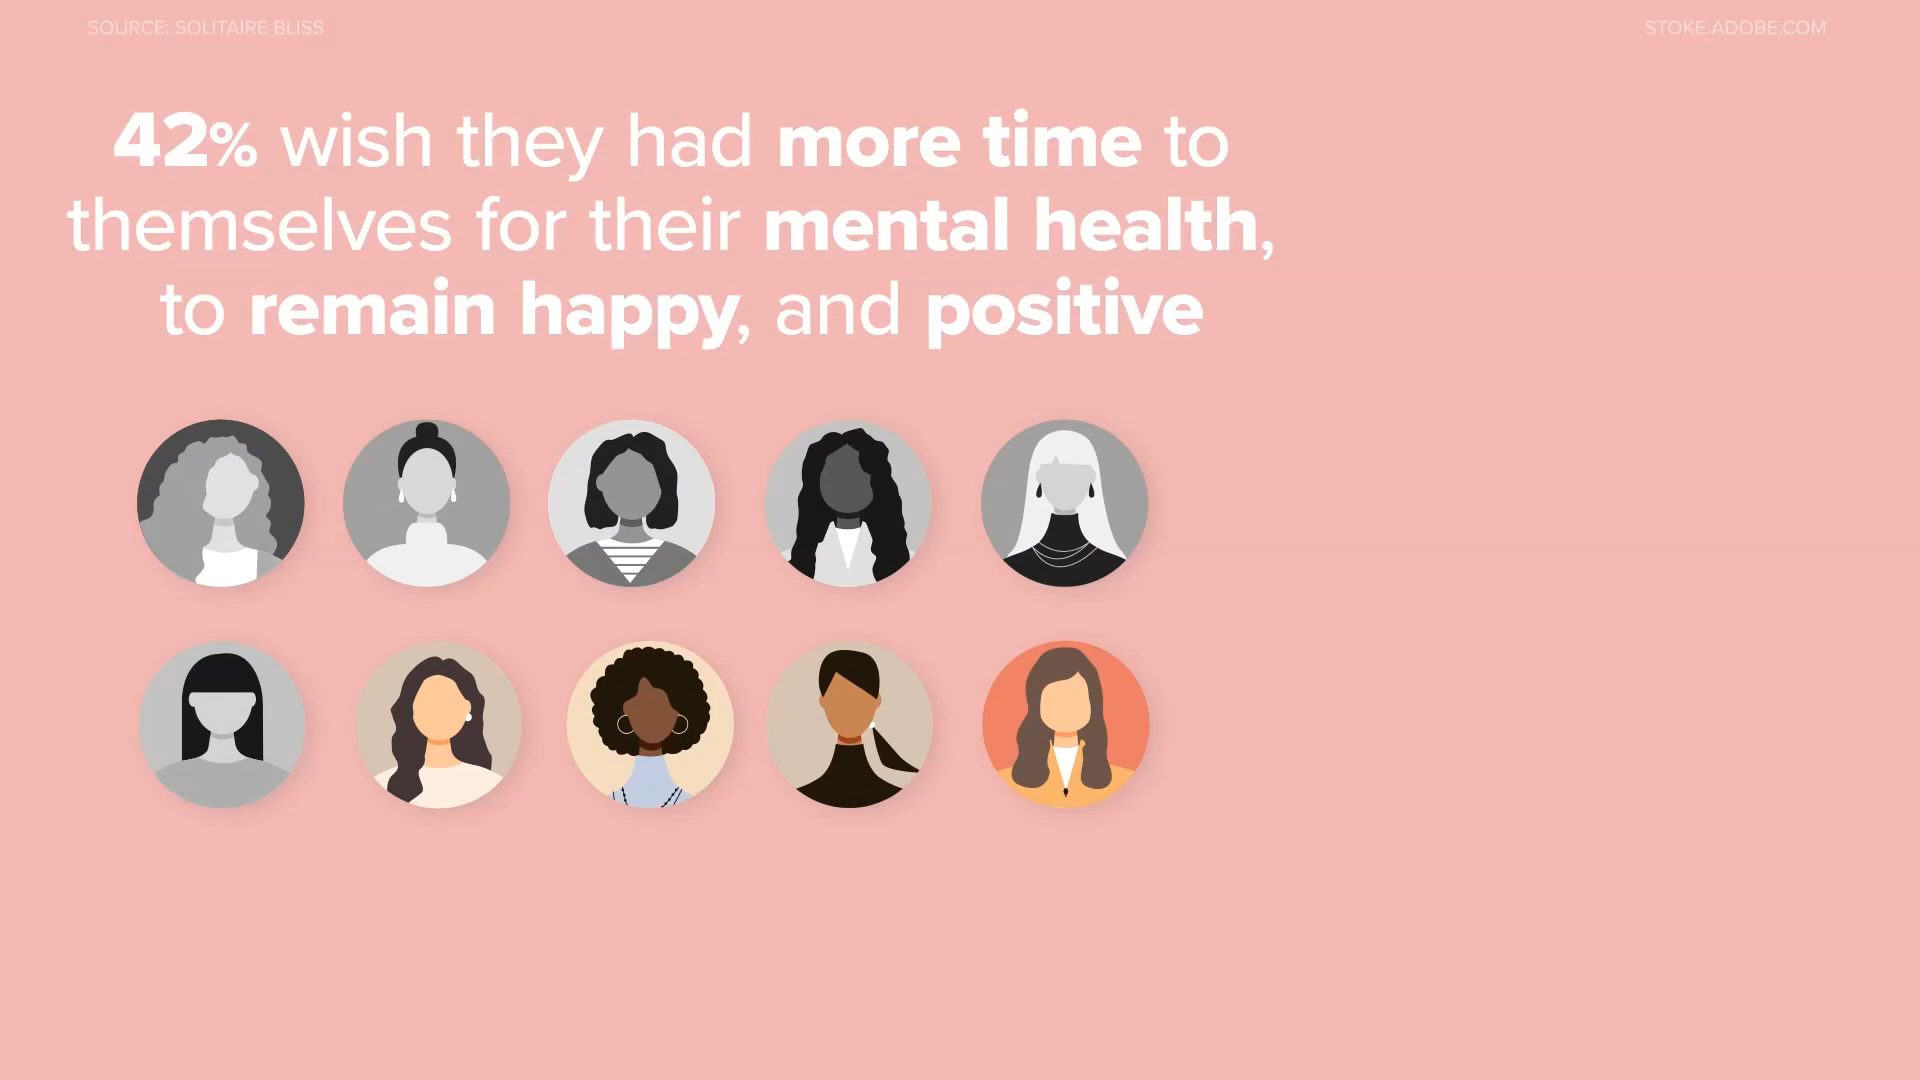 SOURCE: SOLITAIRE BLISS
STOKE.ADOBE.COM
42% wish they had more time to
themselves for their mental health,
to remain happy, and positive